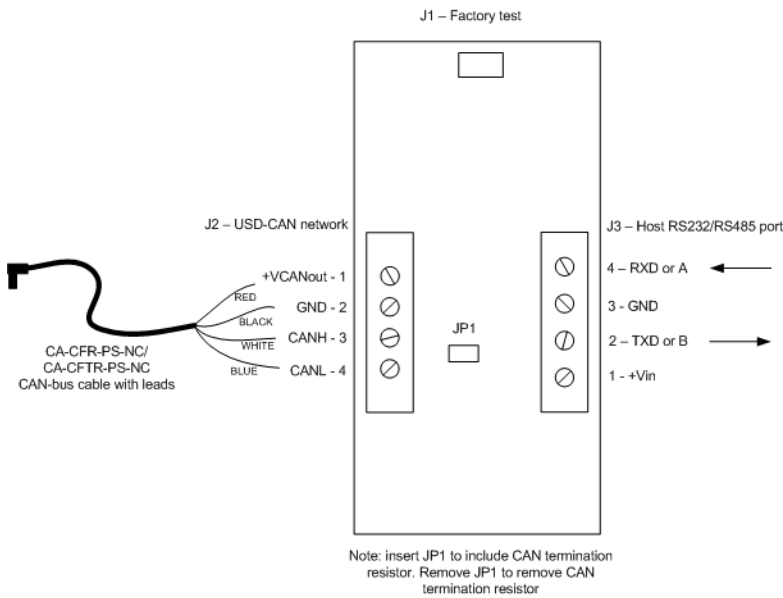 J1 – Factory test
J2 – USD-CAN network
J3 – Host RS232/RS485 port
+VCANout - 1
RED
GND - 2
BLACK
CANH - 3
WHITE
CANL - 4
BLUE
CA-CFR-PS-NC/
CA-CFTR-PS-NC
CAN-bus cable with leads
JP1
4 – RXD or A
3 - GND
2 – TXD or B
1 - +Vin
Note: insert JP1 to include CAN termination
resistor. Remove JP1 to remove CAN
termination resistor